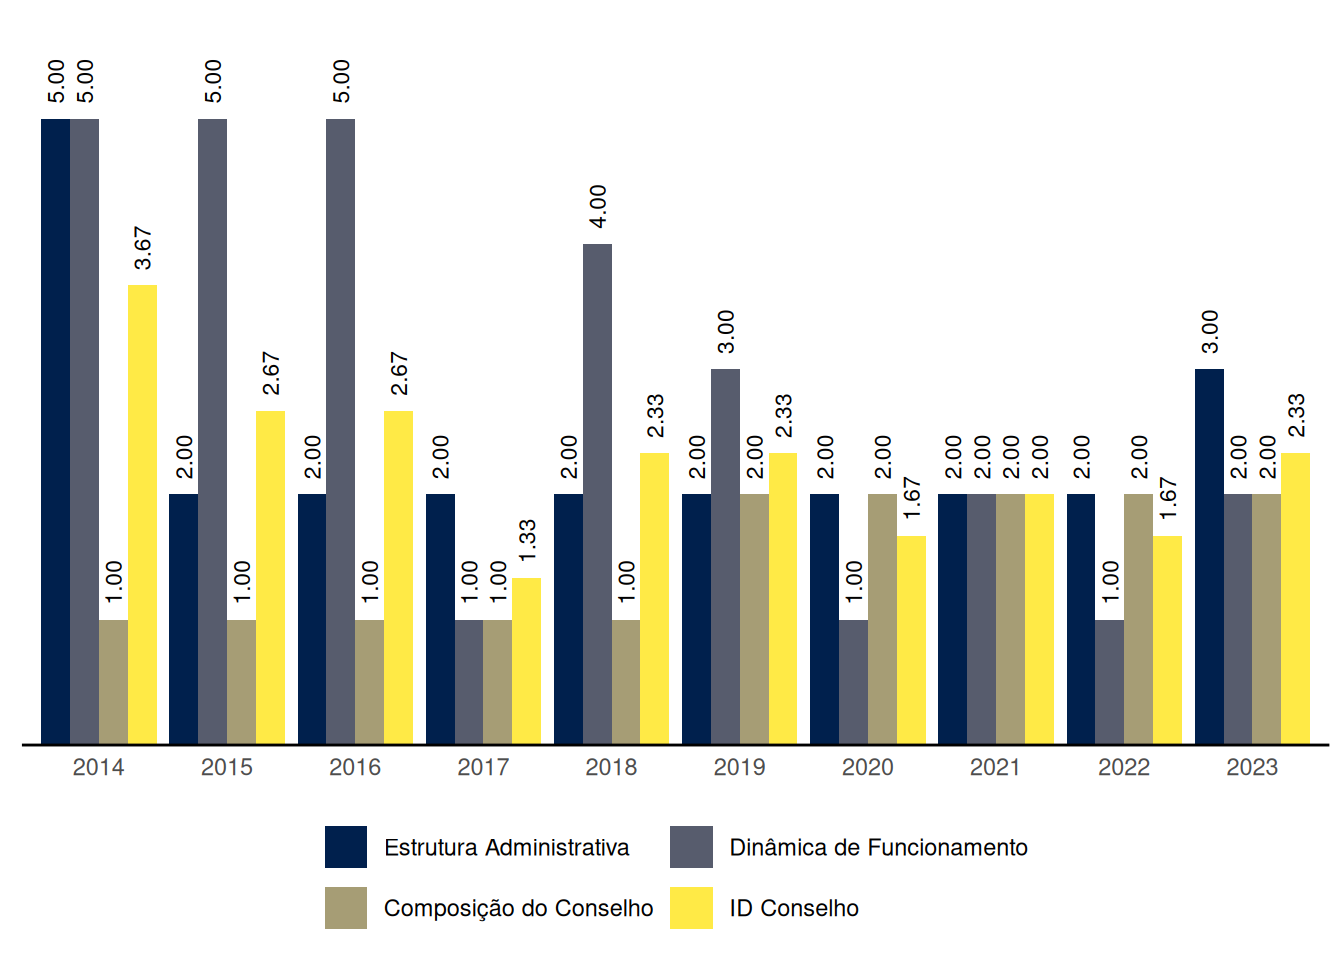 5.00 5.00 1.00 3.67
2.00 5.00 1.00 2.67
2.00 5.00 1.00 2.67
2.00 1.00 1.00 1.33
2.00 4.00 1.00 2.33
2.00 3.00 2.00 2.33
2.00 1.00 2.00 1.67
2.00 2.00 2.00 2.00
2.00 1.00 2.00 1.67
3.00 2.00 2.00 2.33
2014 2015 2016 2017 2018 2019 2020 2021 2022 2023
Estrutura Administrativa Dinâmica de Funcionamento
Composição do Conselho ID Conselho